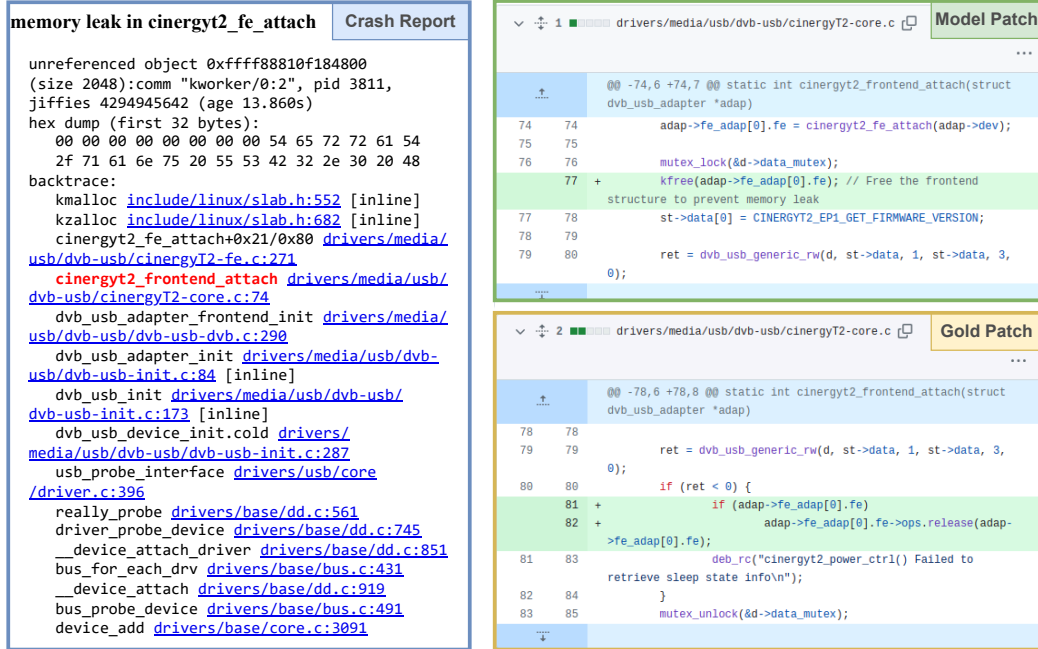 memory leak in cinergyt2_fe_attach
Crash Report
unreferenced object 0xffff88810f184800
(size 2048):comm "kworker/0:2", pid 3811,
jiffies 4294945642 (age 13.860s)
hex dump (first 32 bytes):
00 00 00 00 00 00 00 00 54 65 72 72 61 54
2f 71 61 6e 75 20 55 53 42 32 2e 30 20 48
backtrace:
kmalloc include/linux/slab.h:552 [inline]
kzalloc include/linux/slab.h:682 [inline]
cinergyt2_fe_attach+0x21/0x80 drivers/media/
usb/dvb-usb/cinergyT2-fe.c:271
cinergyt2_frontend_attach drivers/media/usb/
dvb-usb/cinergyT2-core.c:74
dvb_usb_adapter_frontend_init drivers/media/
usb/dvb-usb/dvb-usb-dvb.c:290
dvb_usb_adapter_init drivers/media/usb/dvb-
usb/dvb-usb-init.c:84 [inline]
dvb_usb_init drivers/media/usb/dvb-usb/
dvb-usb-init.c:173 [inline]
dvb_usb_device_init.cold drivers/
media/usb/dvb-usb/dvb-usb-init.c:287
usb_probe_interface drivers/usb/core
/driver.c:396
really_probe drivers/base/dd.c:561
driver_probe_device drivers/base/dd.c:745
__device_attach_driver drivers/base/dd.c:851
bus_for_each_drv drivers/base/bus.c:431
__device_attach drivers/base/dd.c:919
bus_probe_device drivers/base/bus.c:491
device_add drivers/base/core.c:3091
1 drivers/media/usb/dvb-usb/cinergyT2-core.c
Model Patch
...
@@ -74,6 +74,7 @@ static int cinergyt2_frontend_attach(struct
dvb_usb_adapter *adap)
74 74 adap->fe_adap[0].fe = cinergyt2_fe_attach(adap->dev);
75 75
76 76 mutex_lock(&d->data_mutex);
77 + kfree(adap->fe_adap[0].fe); // Free the frontend
structure to prevent memory leak
77 78 st->data[0] = CINERGYT2_EP1_GET_FIRMWARE_VERSION;
78 79
79 80 ret = dvb_usb_generic_rw(d, st->data, 1, st->data, 3,
0);
2 drivers/media/usb/dvb-usb/cinergyT2-core.c
Gold Patch
...
@@ -78,6 +78,8 @@ static int cinergyt2_frontend_attach(struct
dvb_usb_adapter *adap)
78 78
79 79 ret = dvb_usb_generic_rw(d, st->data, 1, st->data, 3,
0);
80 80 if (ret < 0) {
81 + if (adap->fe_adap[0].fe)
82 + adap->fe_adap[0].fe->ops.release(adap-
>fe_adap[0].fe);
81 83 deb_rc("cinergyt2_power_ctrl() Failed to
retrieve sleep state info\n");
82 84 }
83 85 mutex_unlock(&d->data_mutex);